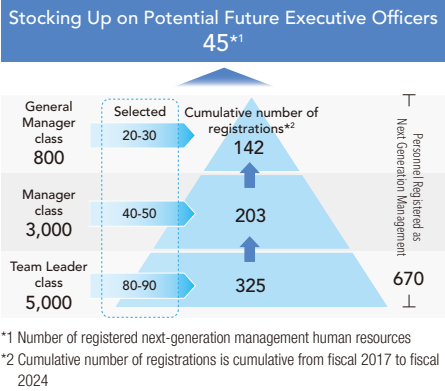 Stocking Up on Potential Future Executive Officers
45*1
General
Manager
class
800
Selected
20-30
Cumulative number of
registrations*2
142
Manager
class
3,000
40-50
203
Team Leader
class
5,000
80-90
325
Personnel Registered as
Next Generation Management
670
*1 Number of registered next-generation management human resources
*2 Cumulative number of registrations is cumulative from fiscal 2017 to fiscal
2024